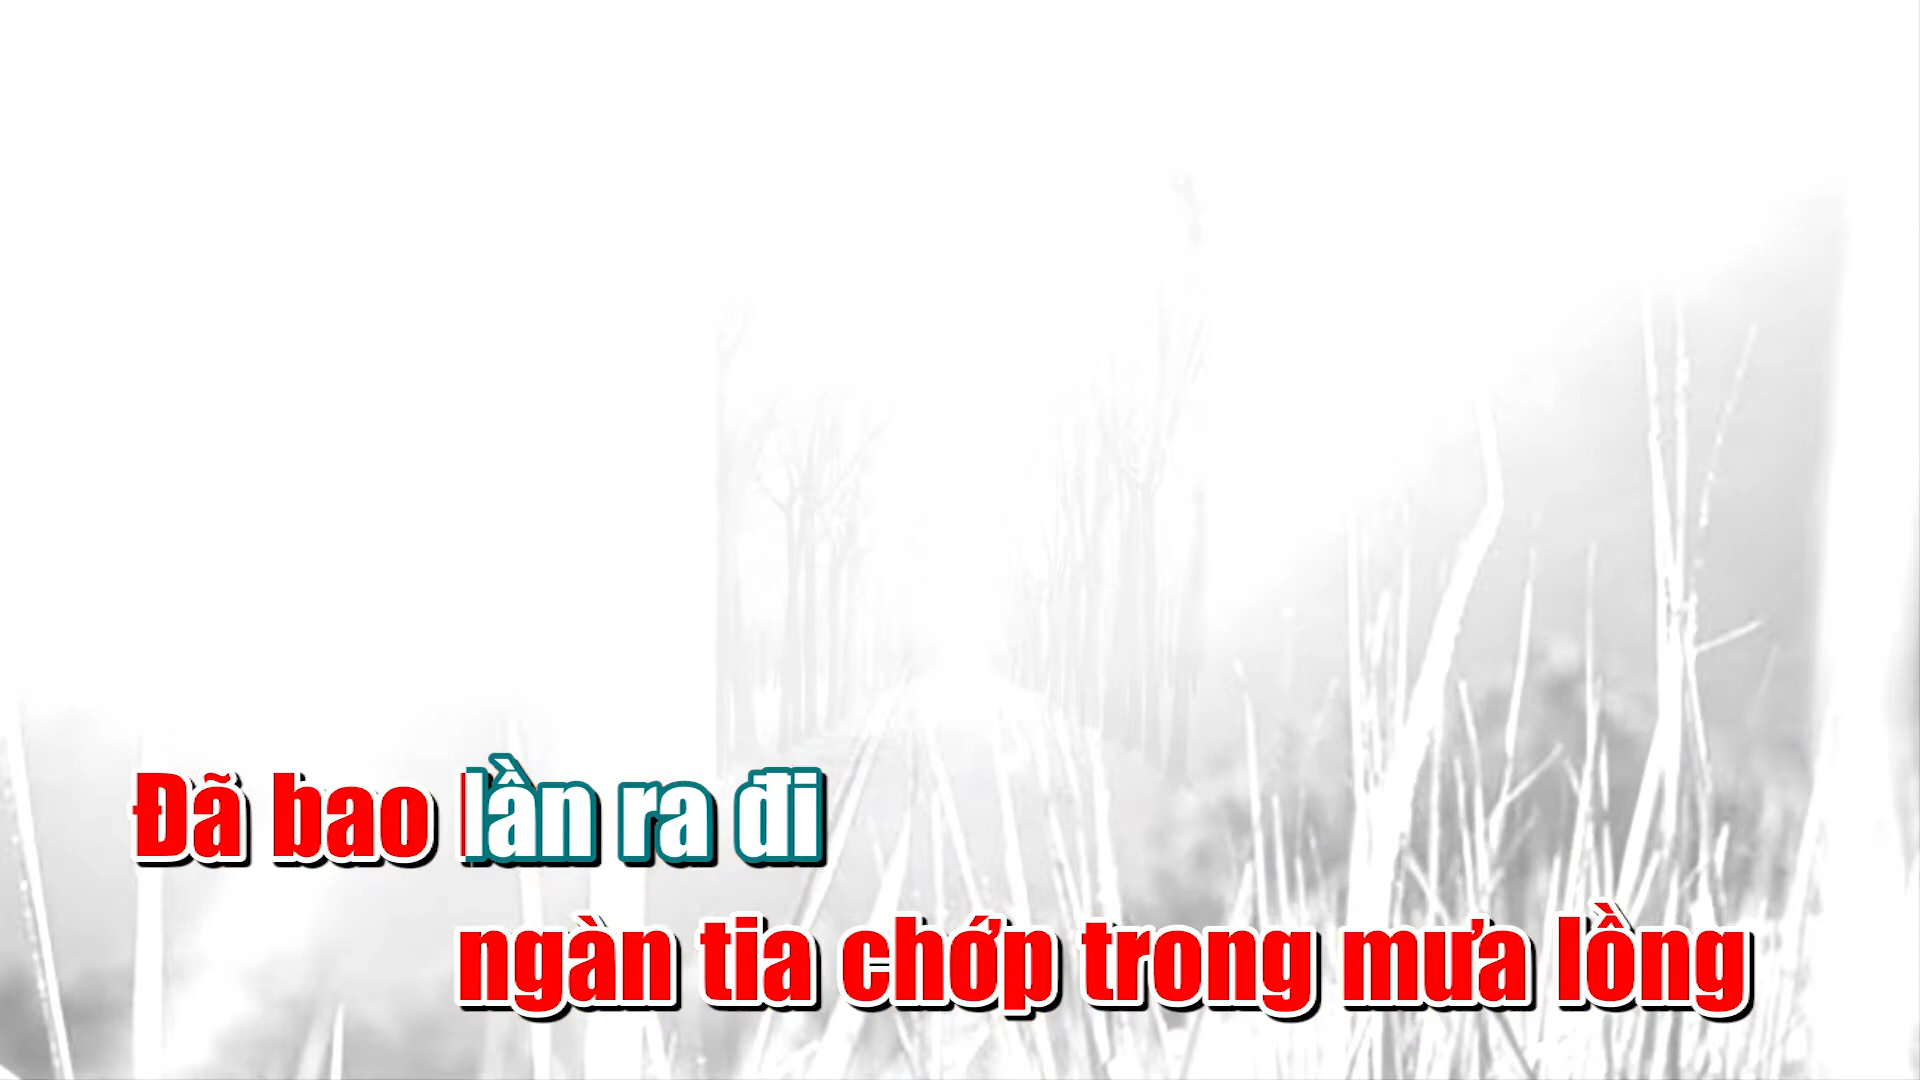 Đã bao lần ra đi
ngàn tia chớp trong mưa lồng